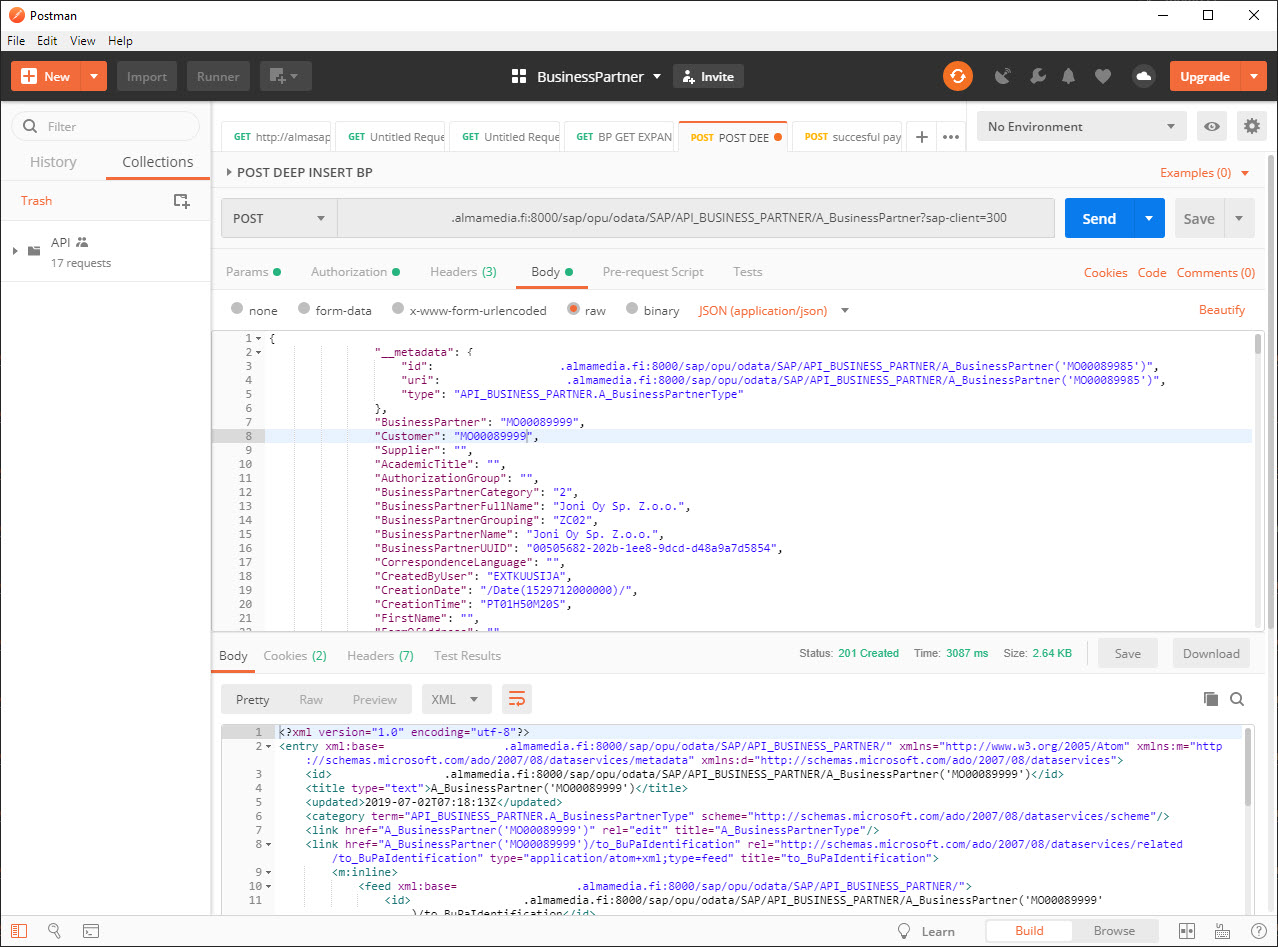 Postman
File Edit View Help
New Import Runner BusinessPartner Invite Upgrade
Filter
History Collections
Trash
API
17 requests
GET http://almasap GET Untitled Reque GET Untitled Reque GET BP GET EXPAN POST POST DEE POST succesful pay + ••• No Environment
POST DEEP INSERT BP Examples (0)
POST .almamedia.fi:8000/sap/opu/odata/SAP/API_BUSINESS_PARTNER/A_BusinessPartner?sap-client=300 Send Save
Params Authorization Headers (3) Body Pre-request Script Tests Cookies Code Comments (0)
none form-data x-www-form-urlencoded raw binary JSON (application/json) Beautify
1 {
2 "__metadata": {
3 "id": .almamedia.fi:8000/sap/opu/odata/SAP/API_BUSINESS_PARTNER/A_BusinessPartner('MO00089985')",
4 "uri": .almamedia.fi:8000/sap/opu/odata/SAP/API_BUSINESS_PARTNER/A_BusinessPartner('MO00089985')",
5 "type": "API_BUSINESS_PARTNER.A_BusinessPartnerType"
6 },
7 "BusinessPartner": "MO00089999",
8 "Customer": "MO00089999",
9 "Supplier": "",
10 "AcademicTitle": "",
11 "AuthorizationGroup": "",
12 "BusinessPartnerCategory": "2",
13 "BusinessPartnerFullName": "Joni Oy Sp. Z.o.o.",
14 "BusinessPartnerGrouping": "ZC02",
15 "BusinessPartnerName": "Joni Oy Sp. Z.o.o.",
16 "BusinessPartnerUUID": "00505682-202b-1ee8-9dcd-d48a9a7d5854",
17 "CorrespondenceLanguage": "",
18 "CreatedByUser": "EXTKUUSIJA",
19 "CreationDate": "/Date(1529712000000)/",
20 "CreationTime": "PT01H50M20S",
21 "FirstName": "",
22 "FormOfAddress": ""
Body Cookies (2) Headers (7) Test Results Status: 201 Created Time: 3087 ms Size: 2.64 KB Save Download
Pretty Raw Preview XML
1 <?xml version="1.0" encoding="utf-8"?>
2 <entry xml:base= .almamedia.fi:8000/sap/opu/odata/SAP/API_BUSINESS_PARTNER/" xmlns="http://www.w3.org/2005/Atom" xmlns:m="http
://schemas.microsoft.com/ado/2007/08/dataservices/metadata" xmlns:d="http://schemas.microsoft.com/ado/2007/08/dataservices">
3 <id> .almamedia.fi:8000/sap/opu/odata/SAP/API_BUSINESS_PARTNER/A_BusinessPartner('MO00089999')</id>
4 <title type="text">A_BusinessPartner('MO00089999')</title>
5 <updated>2019-07-02T07:18:13Z</updated>
6 <category term="API_BUSINESS_PARTNER.A_BusinessPartnerType" scheme="http://schemas.microsoft.com/ado/2007/08/dataservices/scheme"/>
7 <link href="A_BusinessPartner('MO00089999')" rel="edit" title="A_BusinessPartnerType"/>
8 <link href="A_BusinessPartner('MO00089999')/to_BuPaIdentification" rel="http://schemas.microsoft.com/ado/2007/08/dataservices/related
/to_BuPaIdentification" type="application/atom+xml;type=feed" title="to_BuPaIdentification">
9 <m:inline>
10 <feed xml:base= .almamedia.fi:8000/sap/opu/odata/SAP/API_BUSINESS_PARTNER/">
11 <id> .almamedia.fi:8000/sap/opu/odata/SAP/API_BUSINESS_PARTNER/A_BusinessPartner('MO00089999'
)/to_BuPaIdentification</id>
Learn Build Browse